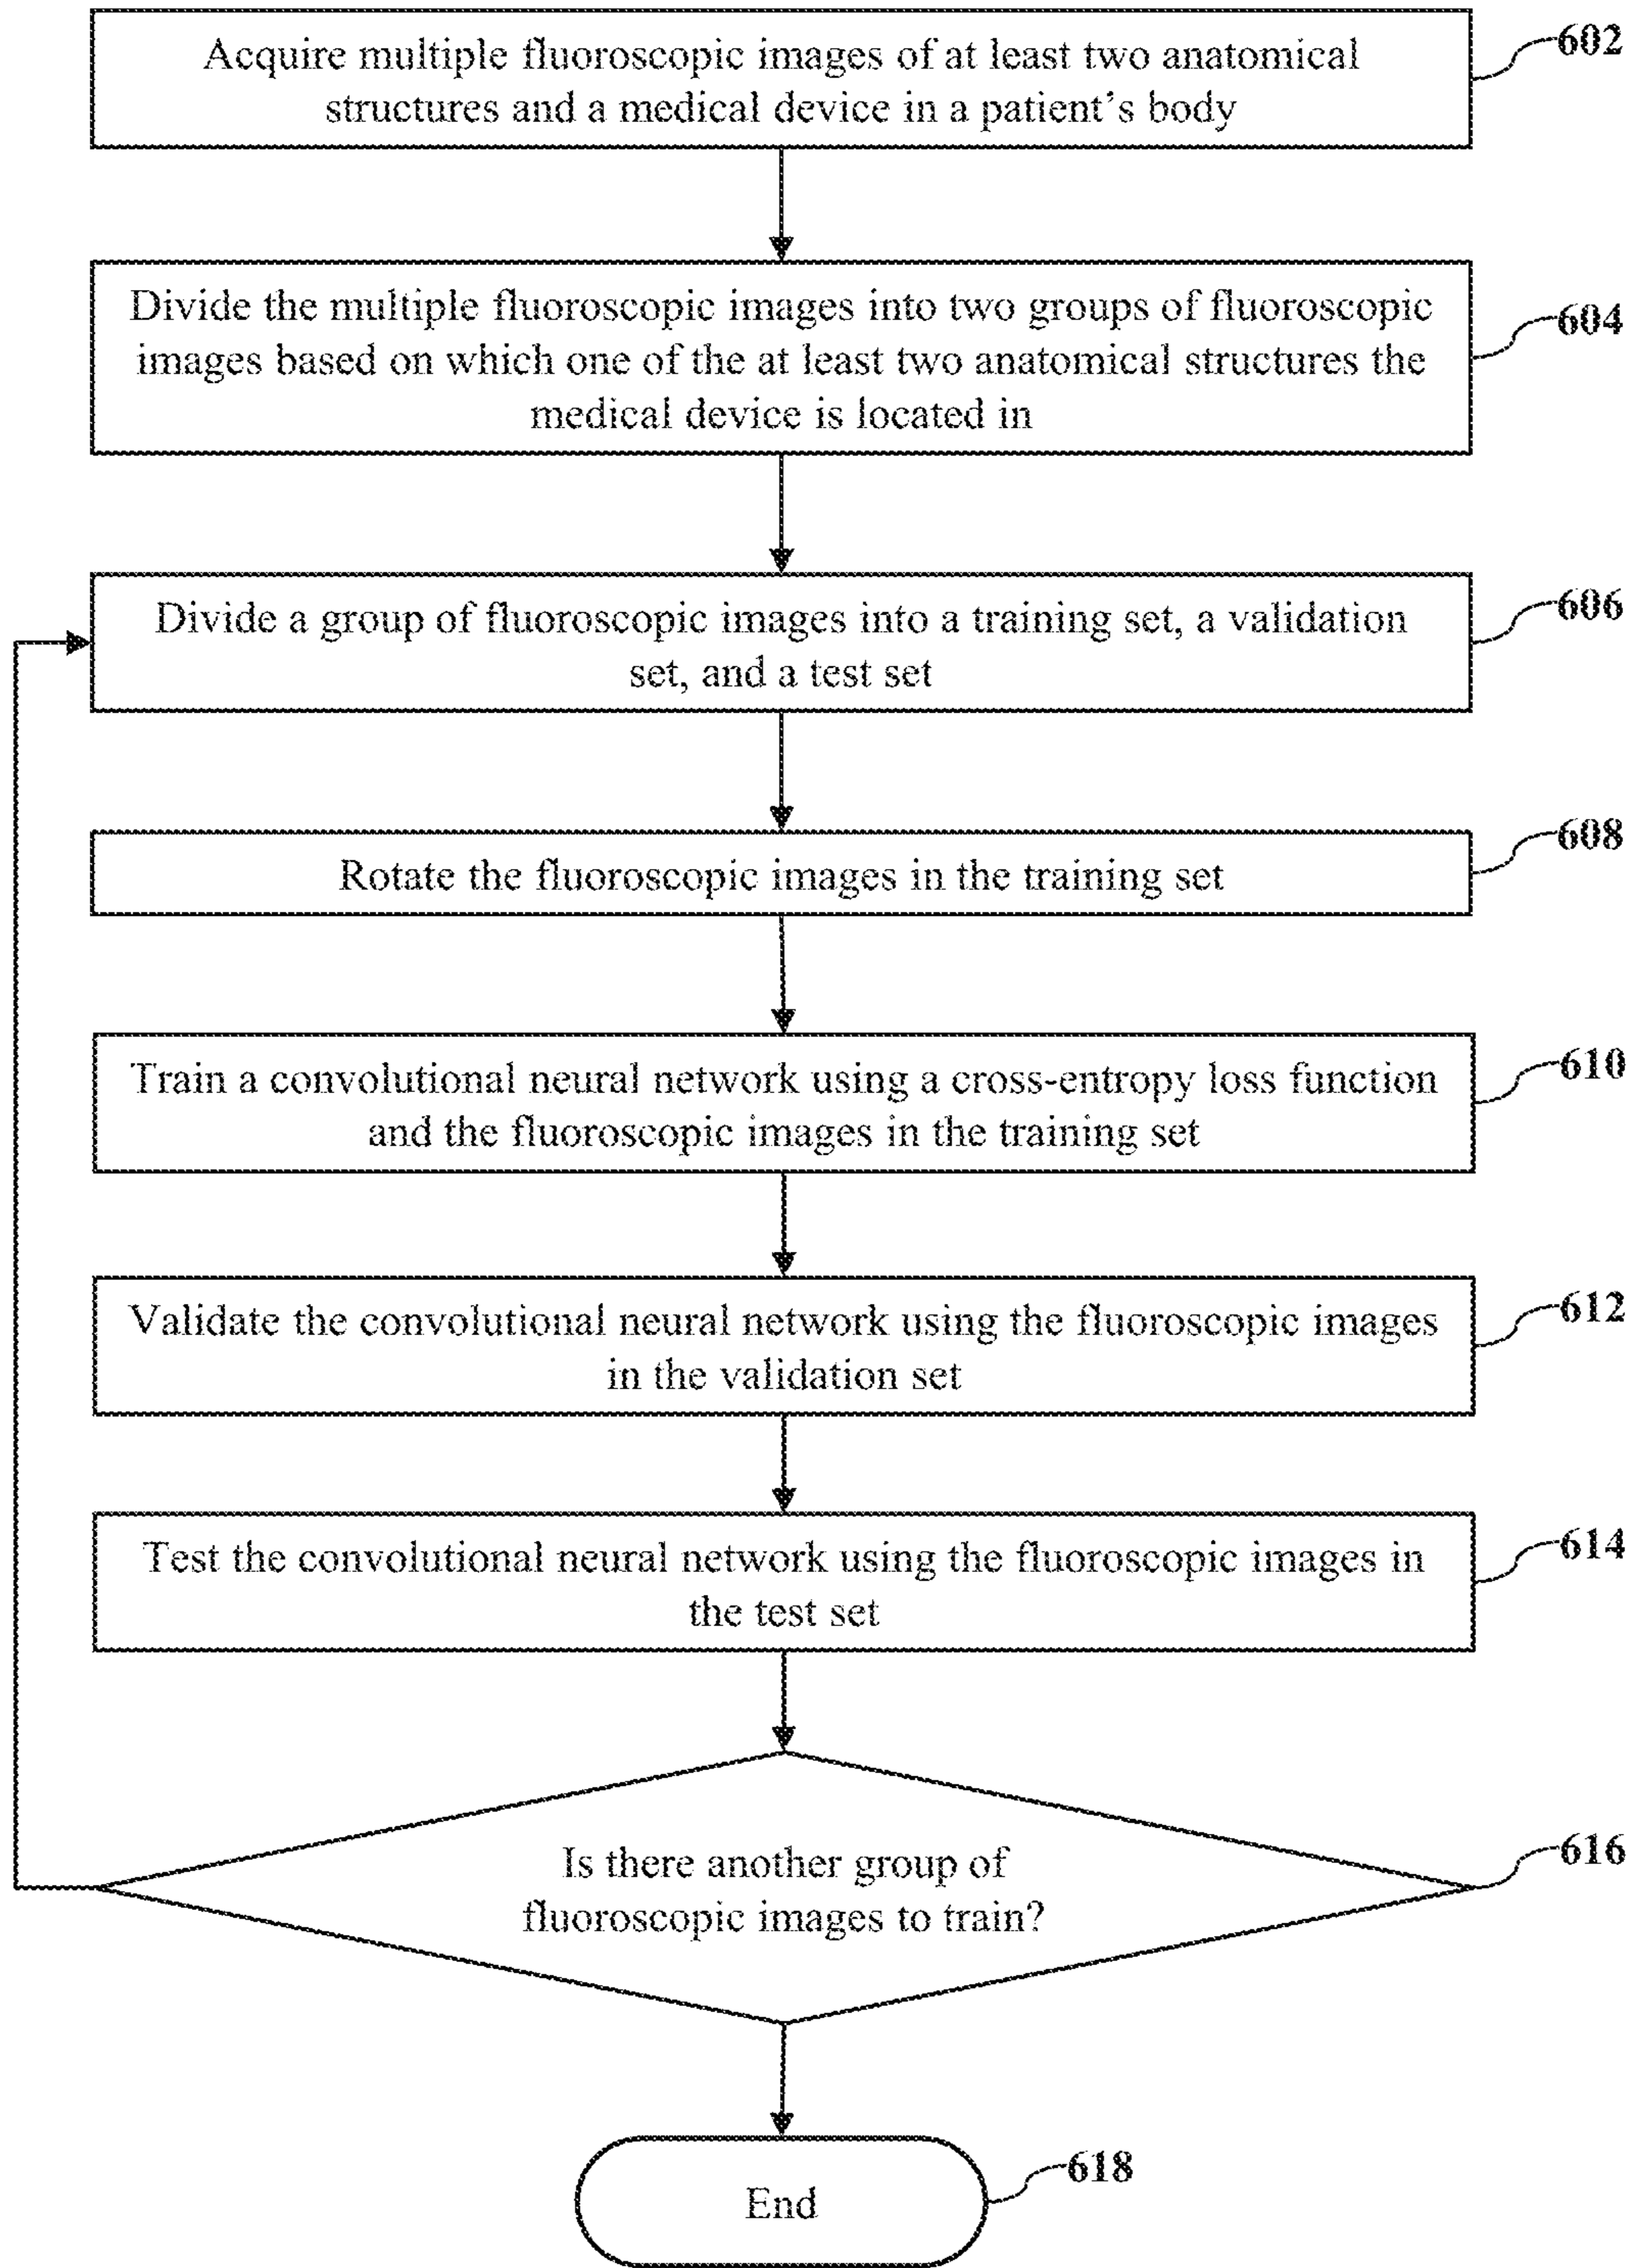 Acquire multiple fluoroscopic images of at least two anatomical
structures and a medical device in a patient's body
602
Divide the multiple fluoroscopic images into two groups of fluoroscopic
images based on which one of the at least two anatomical structures the
medical device is located in
604
Divide a group of fluoroscopic images into a training set, a validation
set, and a test set
606
Rotate the fluoroscopic images in the training set
608
Train a convolutional neural network using a cross-entropy loss function
and the fluoroscopic images in the training set
610
Validate the convolutional neural network using the fluoroscopic images
in the validation set
612
Test the convolutional neural network using the fluoroscopic images in
the test set
614
Is there another group of
fluoroscopic images to train?
616
End
618